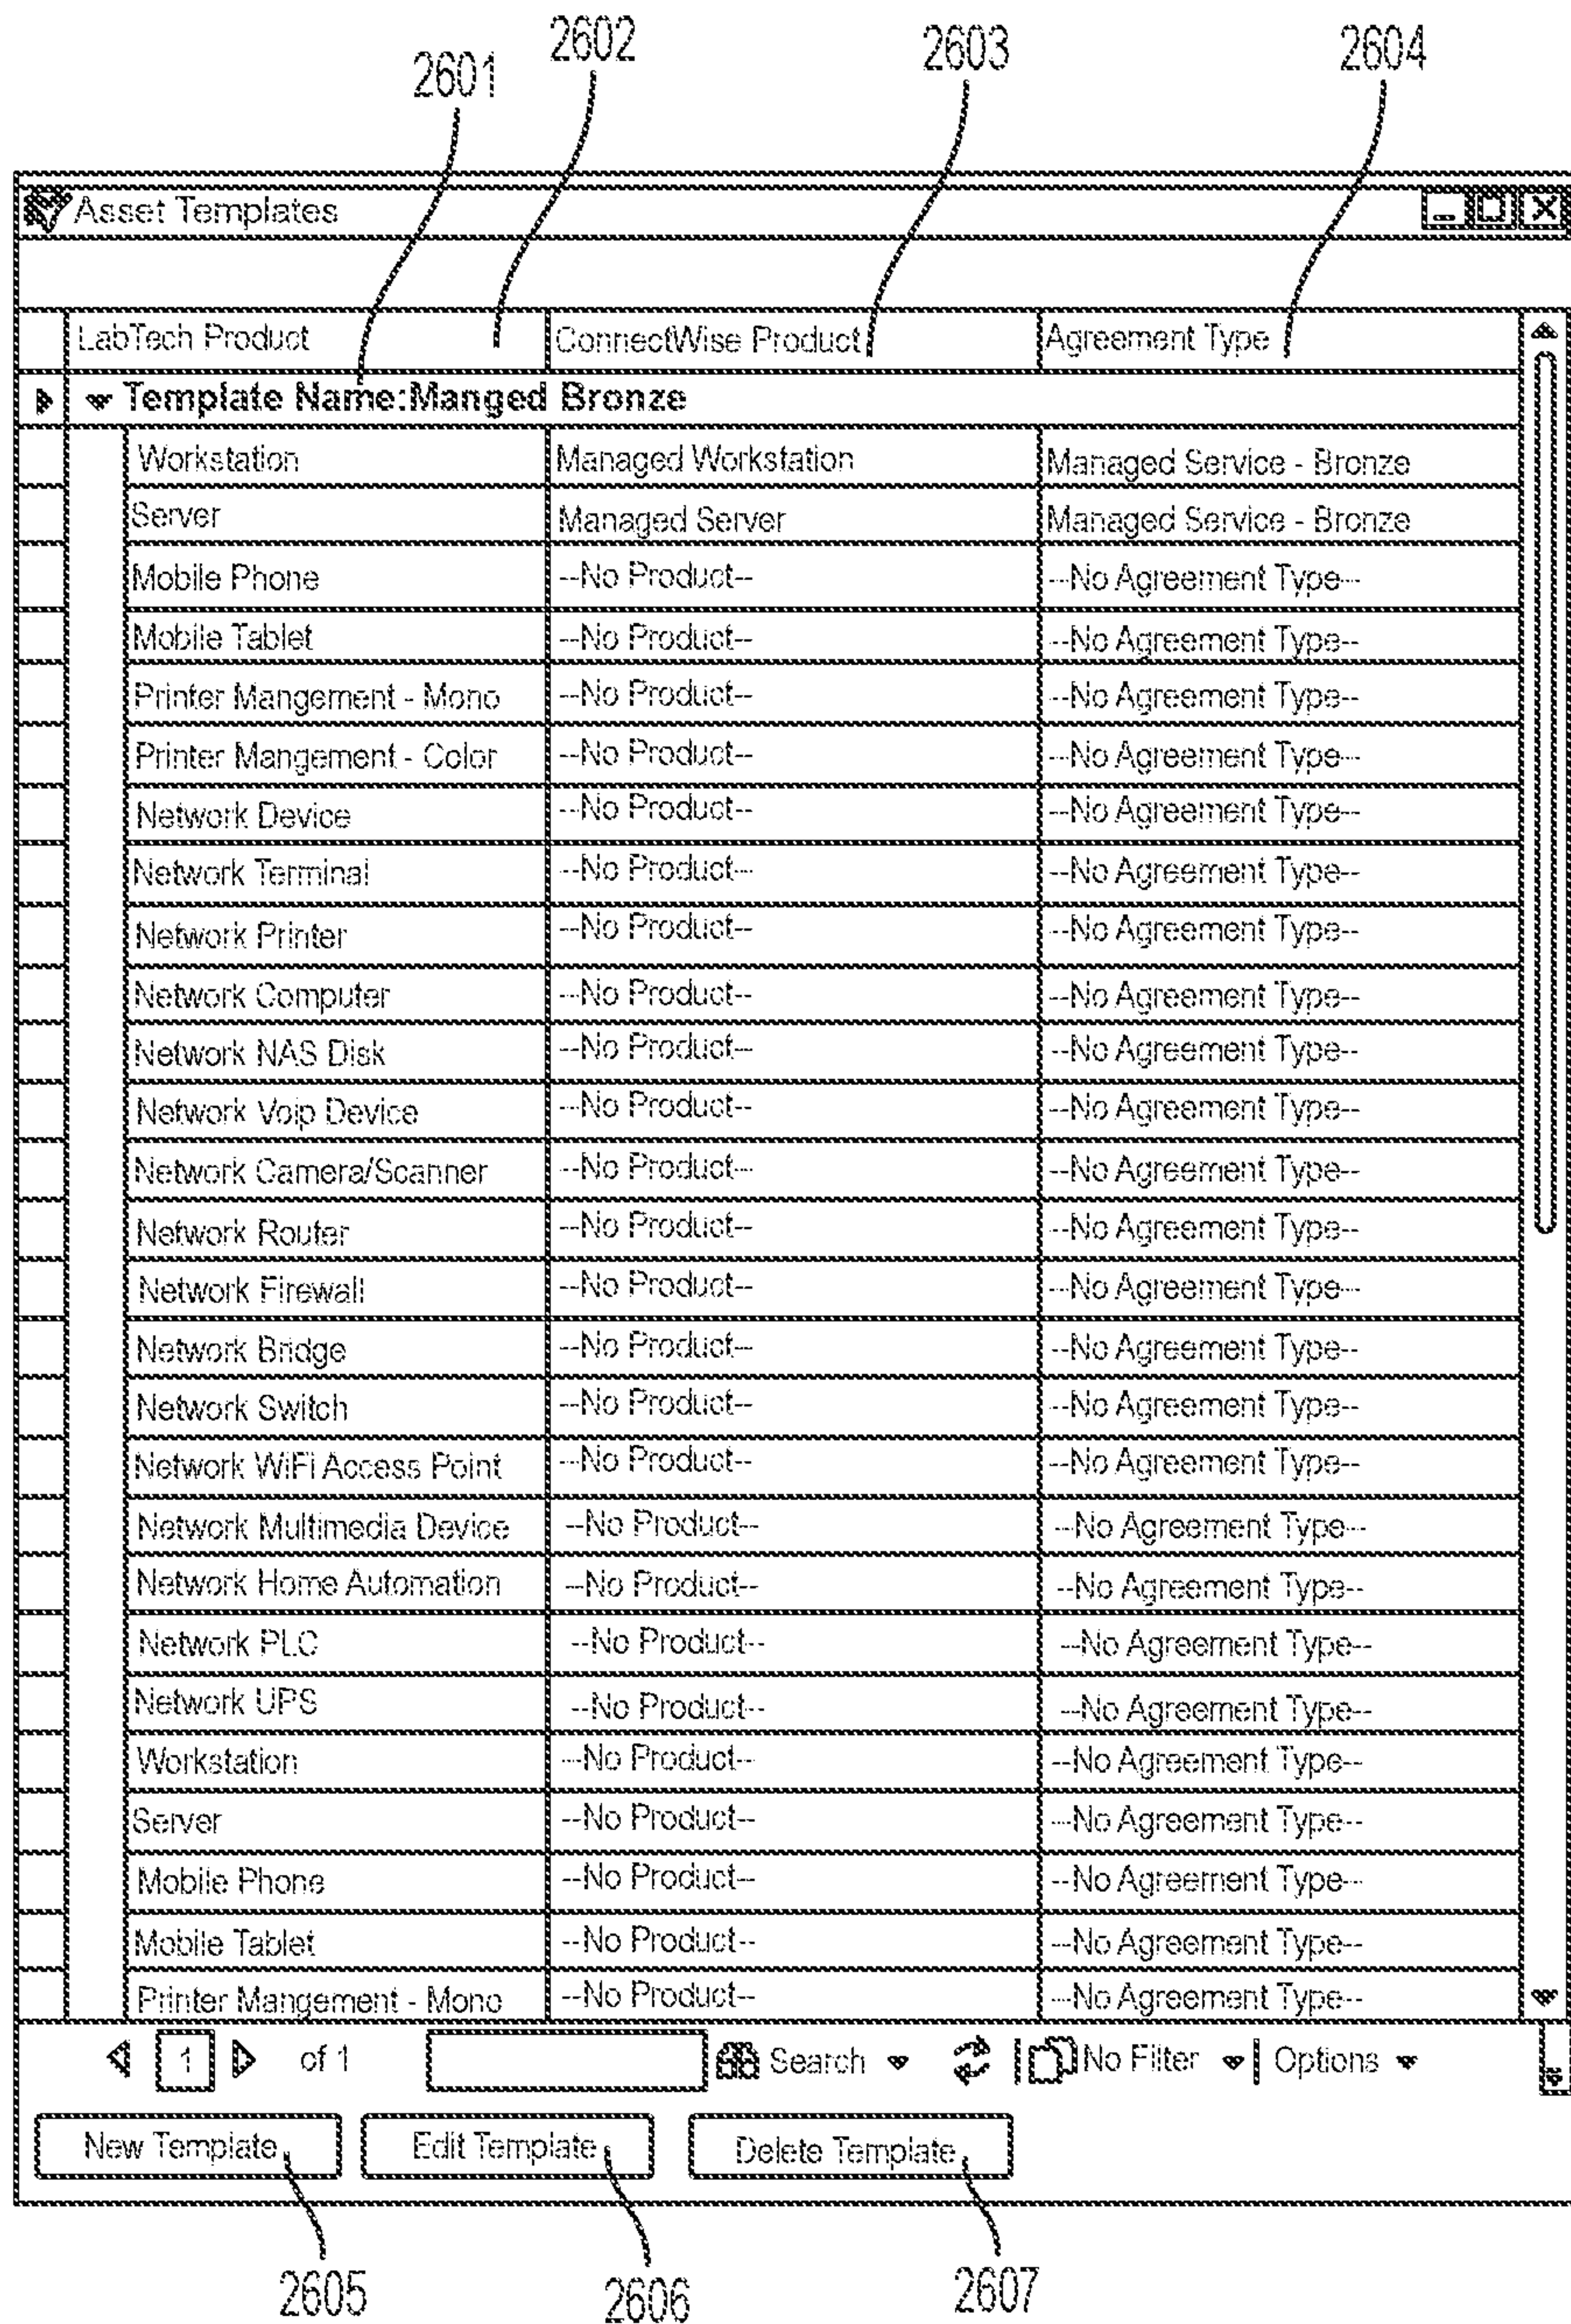 2601 2602 2603 2604
Asset Templates
LabTech Product ConnectWise Product Agreement Type
Template Name:Manged Bronze
Workstation Managed Workstation Managed Service - Bronze
Server Managed Server Managed Service - Bronze
Mobile Phone --No Product-- --No Agreement Type--
Mobile Tablet --No Product-- --No Agreement Type--
Printer Mangement - Mono --No Product-- --No Agreement Type--
Printer Mangement - Color --No Product-- --No Agreement Type--
Network Device --No Product-- --No Agreement Type--
Network Terminal --No Product-- --No Agreement Type--
Network Printer --No Product-- --No Agreement Type--
Network Computer --No Product-- --No Agreement Type--
Network NAS Disk --No Product-- --No Agreement Type--
Network Voip Device --No Product-- --No Agreement Type--
Network Camera/Scanner --No Product-- --No Agreement Type--
Network Router --No Product-- --No Agreement Type--
Network Firewall --No Product-- --No Agreement Type--
Network Bridge --No Product-- --No Agreement Type--
Network Switch --No Product-- --No Agreement Type--
Network WiFi Access Point --No Product-- --No Agreement Type--
Network Multimedia Device --No Product-- --No Agreement Type--
Network Home Automation --No Product-- --No Agreement Type--
Network PLC --No Product-- --No Agreement Type--
Network UPS --No Product-- --No Agreement Type--
Workstation --No Product-- --No Agreement Type--
Server --No Product-- --No Agreement Type--
Mobile Phone --No Product-- --No Agreement Type--
Mobile Tablet --No Product-- --No Agreement Type--
Printer Mangement - Mono --No Product-- --No Agreement Type--
1 of 1 Search No Filter Options
New Template Edit Template Delete Template
2605 2606 2607